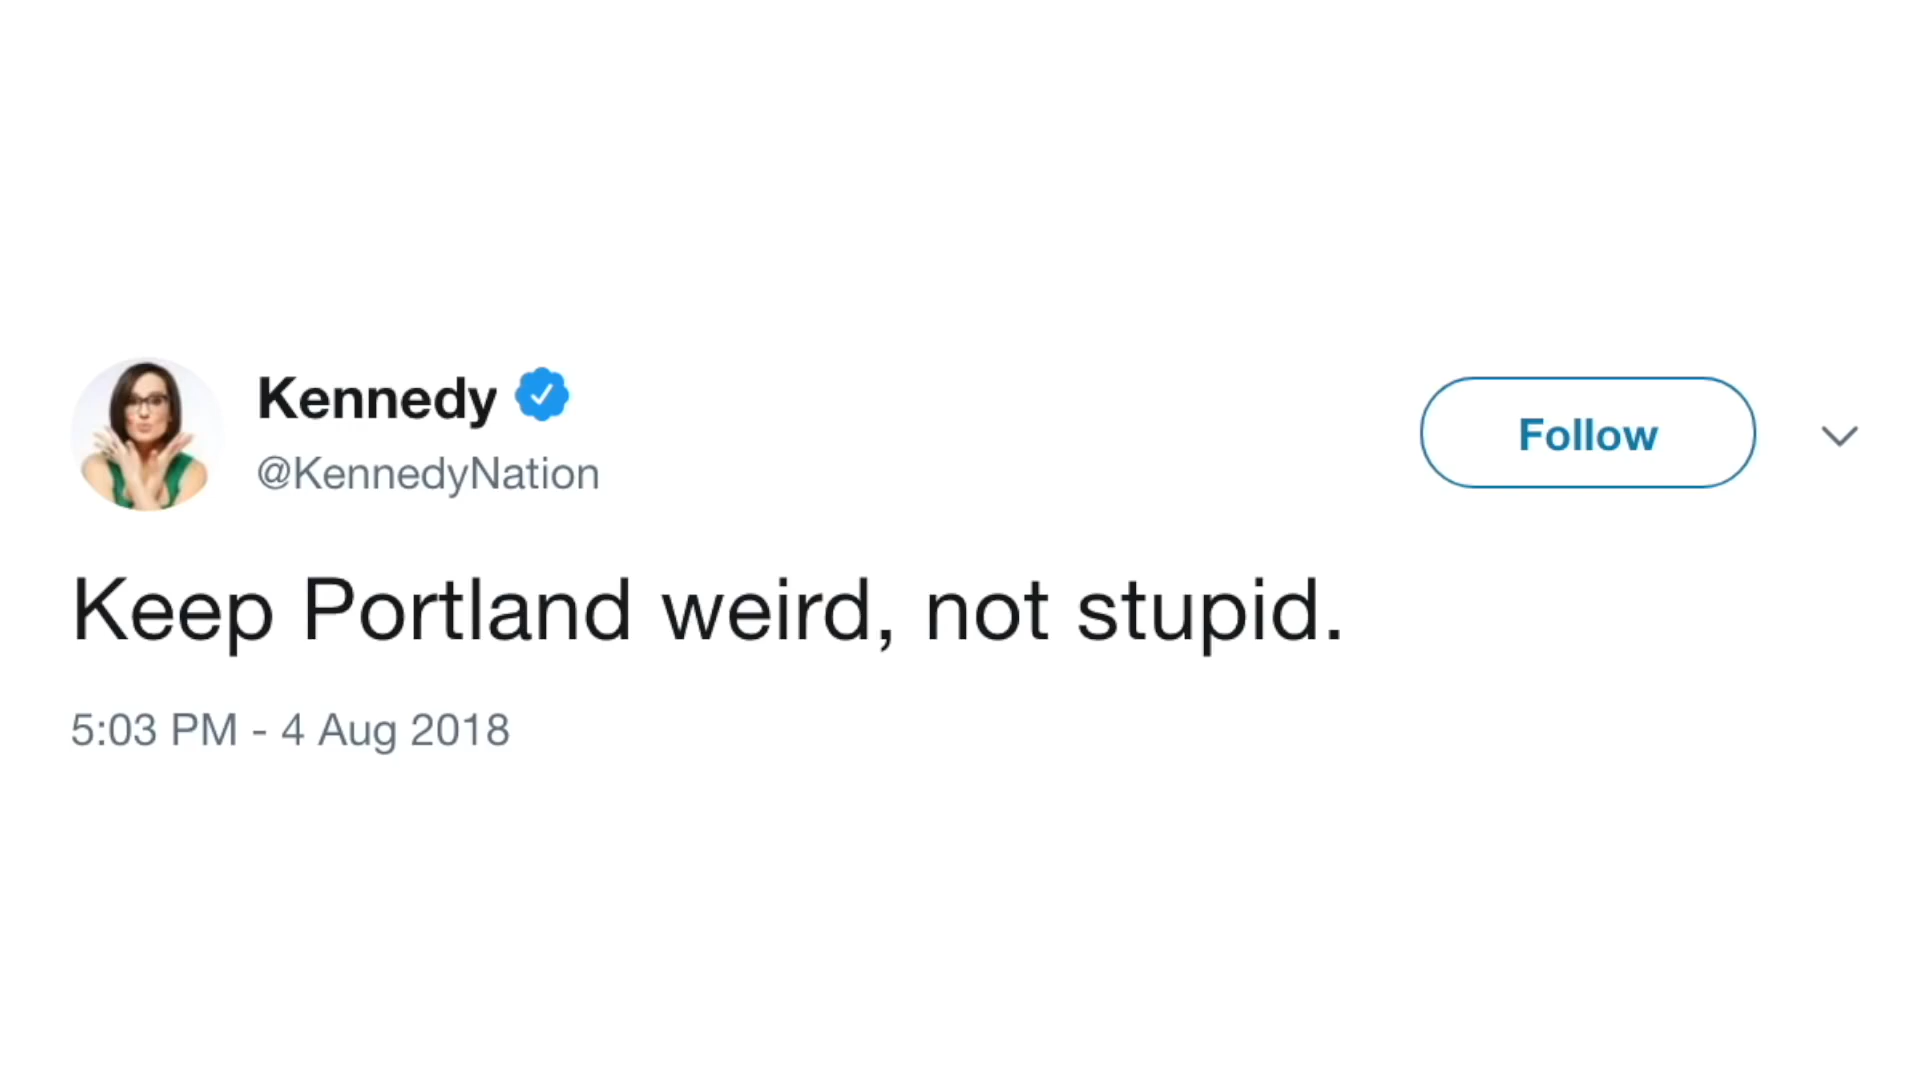 Kennedy
@KennedyNation
Follow
Keep Portland weird, not stupid.
5:03 PM - 4 Aug 2018